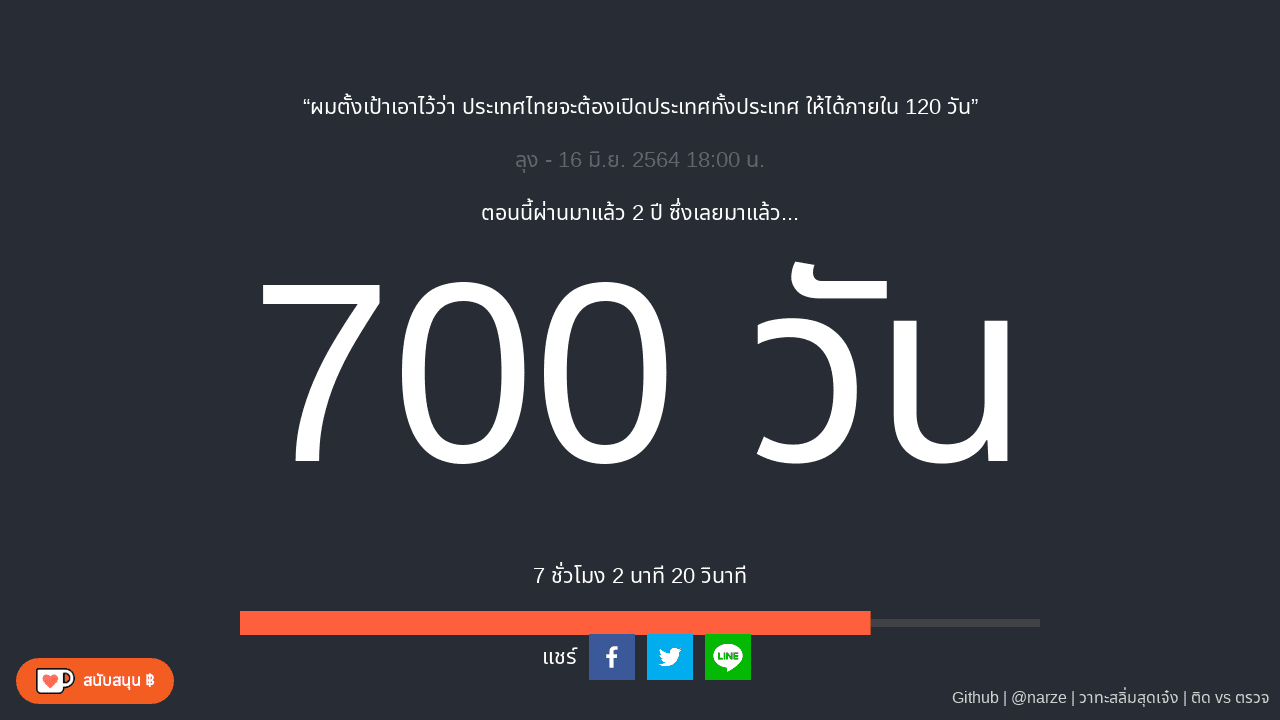 “ผมตั้งเป้าเอาไว้ว่า ประเทศไทยจะต้องเปิดประเทศทั้งประเทศ ให้ได้ภายใน 120 วัน”
ลุง - 16 มิ.ย. 2564 18:00 น.
ตอนนี้ผ่านมาแล้ว 2 ปี ซึ่งเลยมาแล้ว...
700 วัน
7 ชั่วโมง 2 นาที 20 วินาที
แชร์ LINE
สนับสนุน ฿
Github | @narze | วาทะสลิ่มสุดเจ๋ง | ติด vs ตรวจ